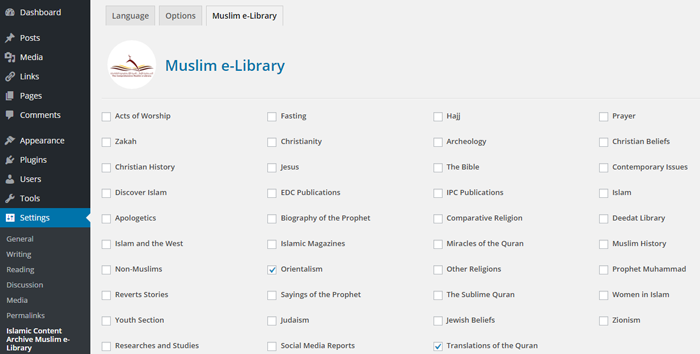 Dashboard
Posts
Media
Links
Pages
Comments
Appearance
Plugins
Users
Tools
Settings
General
Writing
Reading
Discussion
Media
Permalinks
Islamic Content
Archive Muslim e-
Library
Language Options Muslim e-Library
Muslim e-Library
Acts of Worship Fasting Hajj Prayer
Zakah Christianity Archeology Christian Beliefs
Christian History Jesus The Bible Contemporary Issues
Discover Islam EDC Publications IPC Publications Islam
Apologetics Biography of the Prophet Comparative Religion Deedat Library
Islam and the West Islamic Magazines Miracles of the Quran Muslim History
Non-Muslims Orientalism Other Religions Prophet Muhammad
Reverts Stories Sayings of the Prophet The Sublime Quran Women in Islam
Youth Section Judaism Jewish Beliefs Zionism
Researches and Studies Social Media Reports Translations of the Quran